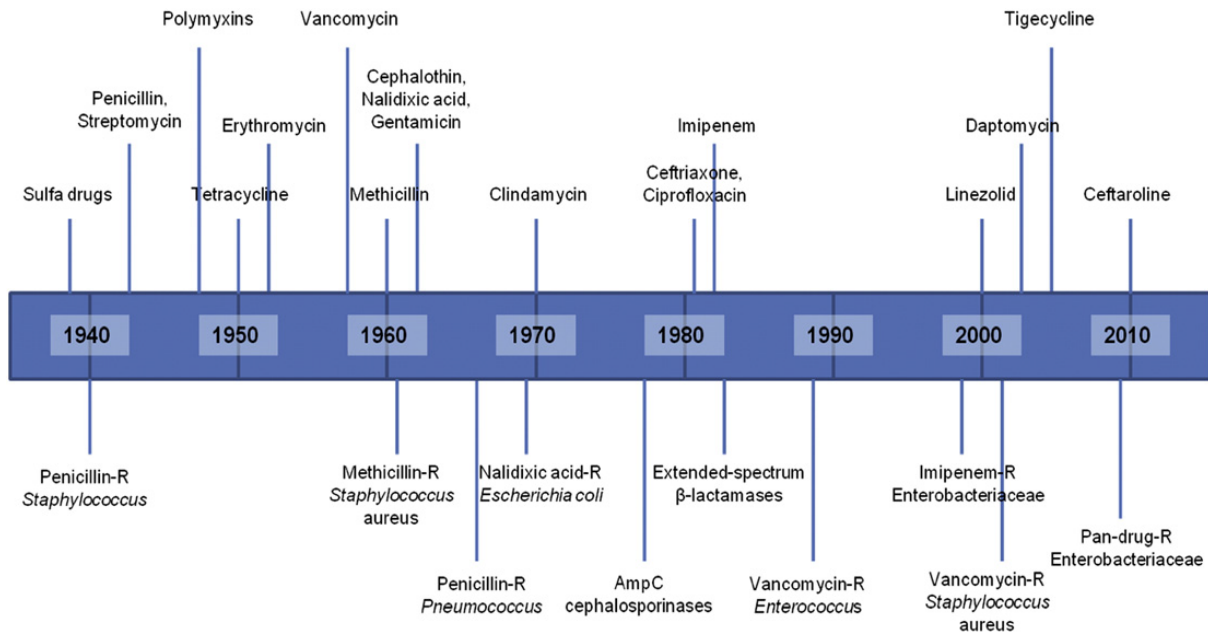 Polymyxins
Vancomycin
Tigecycline
Penicillin,
Streptomycin
Erythromycin
Cephalothin,
Nalidixic acid,
Gentamicin
Imipenem
Daptomycin
Sulfa drugs
Tetracycline
Methicillin
Clindamycin
Ceftriaxone,
Ciprofloxacin
Linezolid
Ceftaroline
1940
1950
1960
1970
1980
1990
2000
2010
Penicillin-R
Staphylococcus
Methicillin-R
Staphylococcus
aureus
Nalidixic acid-R
Escherichia coli
Extended-spectrum
β-lactamases
Imipenem-R
Enterobacteriaceae
Pan-drug-R
Enterobacteriaceae
Penicillin-R
Pneumococcus
AmpC
cephalosporinases
Vancomycin-R
Enterococcus
Vancomycin-R
Staphylococcus
aureus